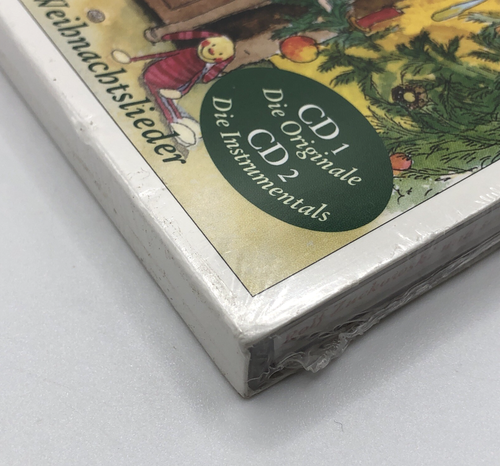 Weihnachtslieder
CD 1
Die Originale
CD 2
Die Instrumentals